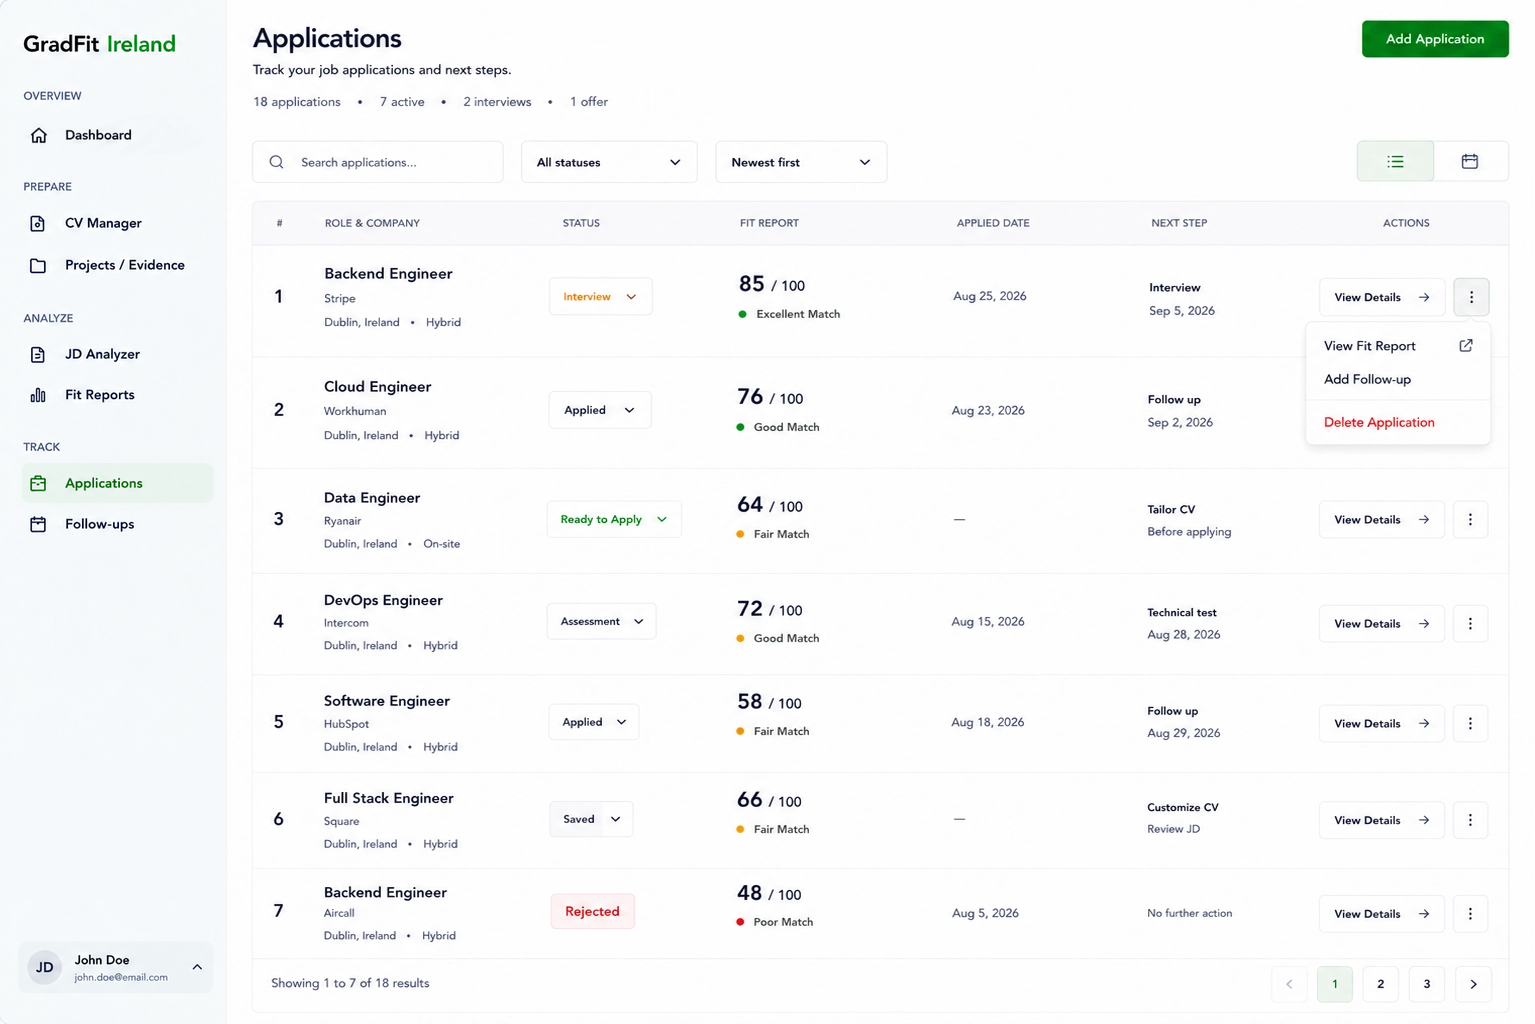 GradFit Ireland
OVERVIEW
Dashboard
PREPARE
CV Manager
Projects / Evidence
ANALYZE
JD Analyzer
Fit Reports
TRACK
Applications
Follow-ups
JD
John Doe
john.doe@email.com
Applications
Track your job applications and next steps.
18 applications • 7 active • 2 interviews • 1 offer
Add Application
Search applications...
All statuses
Newest first
# ROLE & COMPANY STATUS FIT REPORT APPLIED DATE NEXT STEP ACTIONS
1
Backend Engineer
Stripe
Dublin, Ireland • Hybrid
Interview
85 / 100
Excellent Match
Aug 25, 2026
Interview
Sep 5, 2026
View Details
View Fit Report
Add Follow-up
Delete Application
2
Cloud Engineer
Workhuman
Dublin, Ireland • Hybrid
Applied
76 / 100
Good Match
Aug 23, 2026
Follow up
Sep 2, 2026
3
Data Engineer
Ryanair
Dublin, Ireland • On-site
Ready to Apply
64 / 100
Fair Match
—
Tailor CV
Before applying
View Details
4
DevOps Engineer
Intercom
Dublin, Ireland • Hybrid
Assessment
72 / 100
Good Match
Aug 15, 2026
Technical test
Aug 28, 2026
View Details
5
Software Engineer
HubSpot
Dublin, Ireland • Hybrid
Applied
58 / 100
Fair Match
Aug 18, 2026
Follow up
Aug 29, 2026
View Details
6
Full Stack Engineer
Square
Dublin, Ireland • Hybrid
Saved
66 / 100
Fair Match
—
Customize CV
Review JD
View Details
7
Backend Engineer
Aircall
Dublin, Ireland • Hybrid
Rejected
48 / 100
Poor Match
Aug 5, 2026
No further action
View Details
Showing 1 to 7 of 18 results
1 2 3